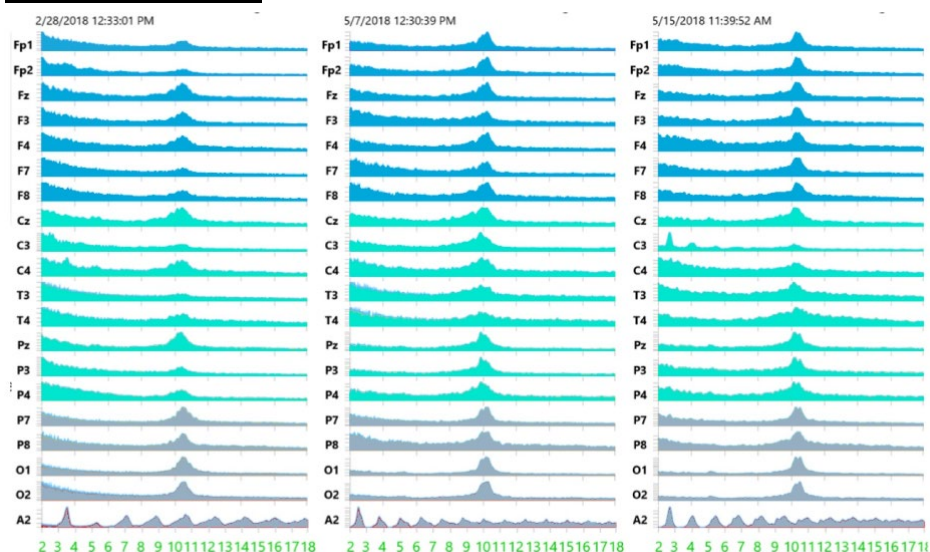 2/28/2018 12:33:01 PM 5/7/2018 12:30:39 PM 5/15/2018 11:39:52 AM
Fp1 Fp1 Fp1
Fp2 Fp2 Fp2
Fz Fz Fz
F3 F3 F3
F4 F4 F4
F7 F7 F7
F8 F8 F8
Cz Cz Cz
C3 C3 C3
C4 C4 C4
T3 T3 T3
T4 T4 T4
Pz Pz Pz
P3 P3 P3
P4 P4 P4
P7 P7 P7
P8 P8 P8
O1 O1 O1
O2 O2 O2
A2 A2 A2
2 3 4 5 6 7 8 9 10 11 12 13 14 15 16 17 18 2 3 4 5 6 7 8 9 10 11 12 13 14 15 16 17 18 2 3 4 5 6 7 8 9 10 11 12 13 14 15 16 17 18